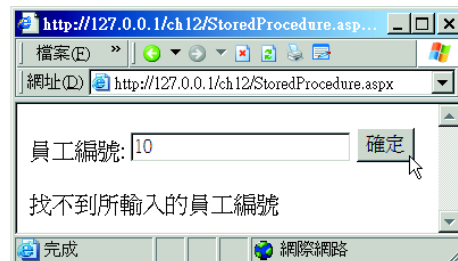 http://127.0.0.1/ch12/StoredProcedure.asp...
檔案(F) »
網址(D) http://127.0.0.1/ch12/StoredProcedure.aspx
員工編號: 10 確定
找不到所輸入的員工編號
完成 網際網路